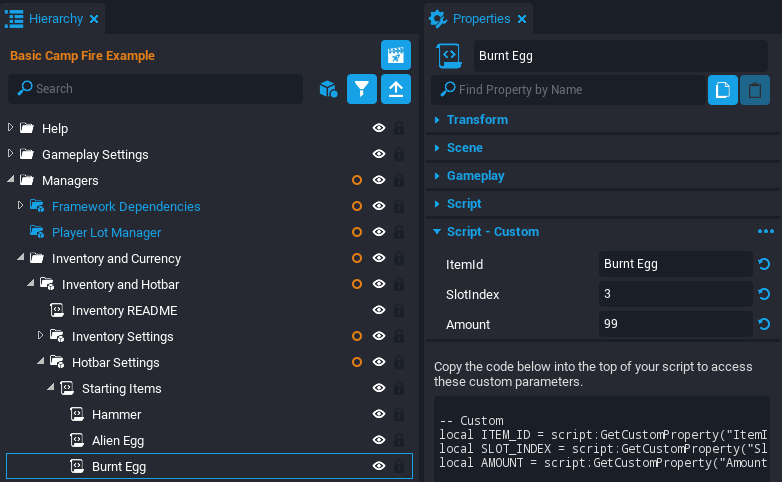 Hierarchy
Basic Camp Fire Example
Search
Help
Gameplay Settings
Managers
Framework Dependencies
Player Lot Manager
Inventory and Currency
Inventory and Hotbar
Inventory README
Inventory Settings
Hotbar Settings
Starting Items
Hammer
Alien Egg
Burnt Egg
Properties
Burnt Egg
Find Property by Name
Transform
Scene
Gameplay
Script
Script - Custom
ItemId Burnt Egg
SlotIndex 3
Amount 99
Copy the code below into the top of your script to access
these custom parameters.
-- Custom
local ITEM_ID = script:GetCustomProperty("ItemI
local SLOT_INDEX = script:GetCustomProperty("Sl
local AMOUNT = script:GetCustomProperty("Amount